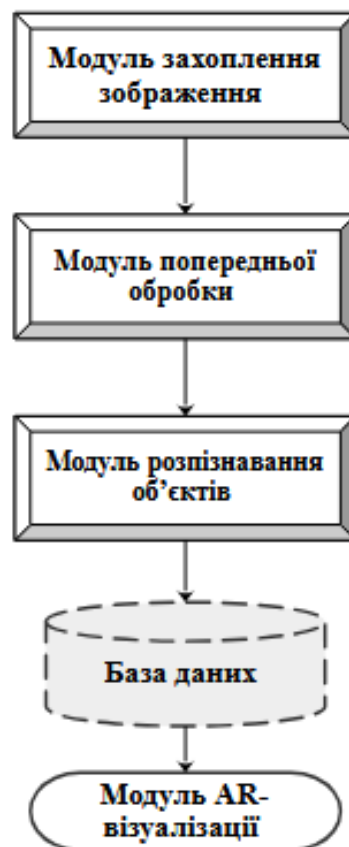 Модуль захоплення
зображення
Модуль попередньої
обробки
Модуль розпізнавання
об’єктів
База даних
Модуль AR-
візуалізації